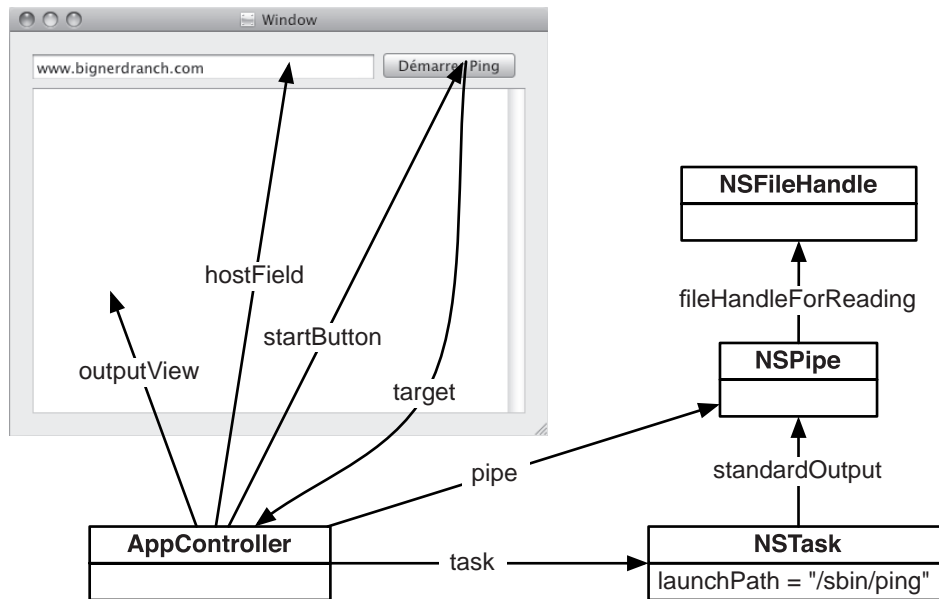 Window
www.bignerdranch.com
Démarrer Ping
NSFileHandle
hostField
fileHandleForReading
startButton
outputView
NSPipe
target
pipe
standardOutput
AppController
task
NSTask
launchPath = "/sbin/ping"